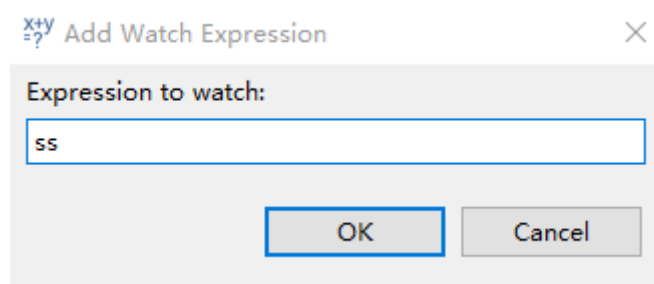 x+y
=?
Add Watch Expression
Expression to watch:
ss
OK
Cancel